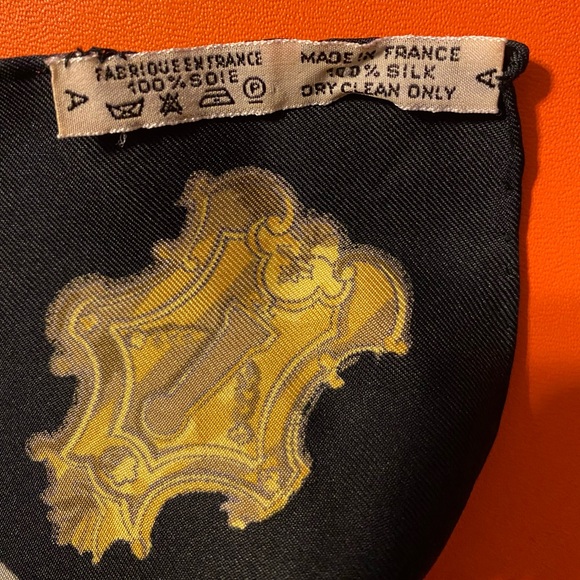 FABRIQUE EN FRANCE
100% SOIE
A
P
MADE IN FRANCE
100% SILK
DRY CLEAN ONLY
A